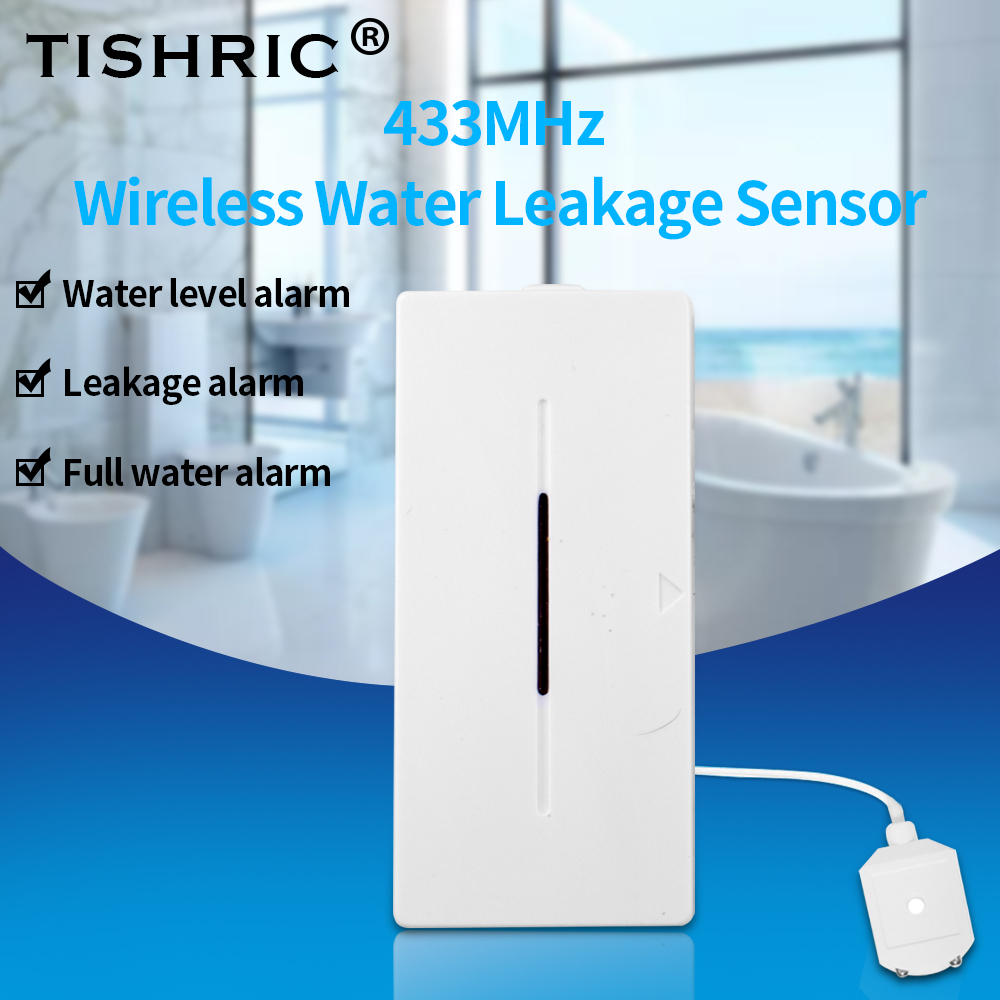 TISHRIC®
433MHz
Wireless Water Leakage Sensor
Water level alarm
Leakage alarm
Full water alarm